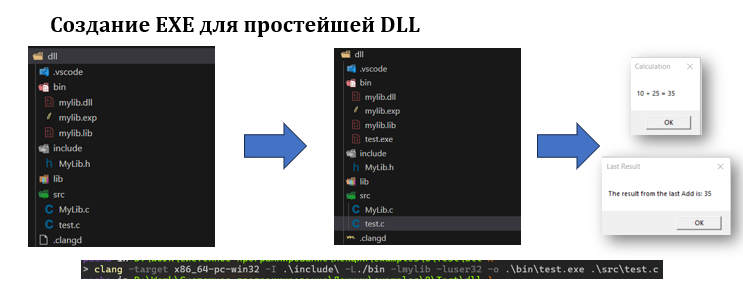 Создание EXE для простейшей DLL
dll
.vscode
bin
mylib.dll
mylib.exp
mylib.lib
include
MyLib.h
lib
src
MyLib.c
test.c
.clangd
dll
.vscode
bin
mylib.dll
mylib.exp
mylib.lib
test.exe
include
MyLib.h
lib
src
MyLib.c
test.c
.clangd
Calculation
10 + 25 = 35
OK
Last Result
The result from the last Add is: 35
OK
> clang -target x86_64-pc-win32 -I .\include\ -L./bin -lmylib -luser32 -o .\bin\test.exe .\src\test.c